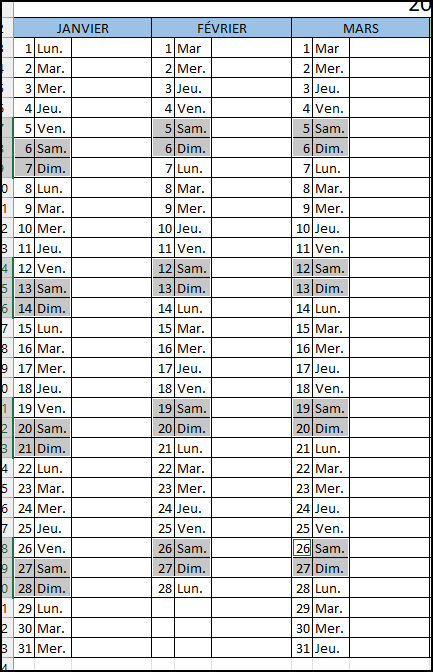 20
JANVIER FÉVRIER MARS
1 Lun. 1 Mar 1 Mar
2 Mar. 2 Mer. 2 Mer.
3 Mer. 3 Jeu. 3 Jeu.
4 Jeu. 4 Ven. 4 Ven.
5 Ven. 5 Sam. 5 Sam.
6 Sam. 6 Dim. 6 Dim.
7 Dim. 7 Lun. 7 Lun.
8 Lun. 8 Mar. 8 Mar.
9 Mar. 9 Mer. 9 Mer.
10 Mer. 10 Jeu. 10 Jeu.
11 Jeu. 11 Ven. 11 Ven.
12 Ven. 12 Sam. 12 Sam.
13 Sam. 13 Dim. 13 Dim.
14 Dim. 14 Lun. 14 Lun.
15 Lun. 15 Mar. 15 Mar.
16 Mar. 16 Mer. 16 Mer.
17 Mer. 17 Jeu. 17 Jeu.
18 Jeu. 18 Ven. 18 Ven.
19 Ven. 19 Sam. 19 Sam.
20 Sam. 20 Dim. 20 Dim.
21 Dim. 21 Lun. 21 Lun.
22 Lun. 22 Mar. 22 Mar.
23 Mar. 23 Mer. 23 Mer.
24 Mer. 24 Jeu. 24 Jeu.
25 Jeu. 25 Ven. 25 Ven.
26 Ven. 26 Sam. 26 Sam.
27 Sam. 27 Dim. 27 Dim.
28 Dim. 28 Lun. 28 Lun.
29 Lun. 29 Mar.
30 Mar. 30 Mer.
31 Mer. 31 Jeu.